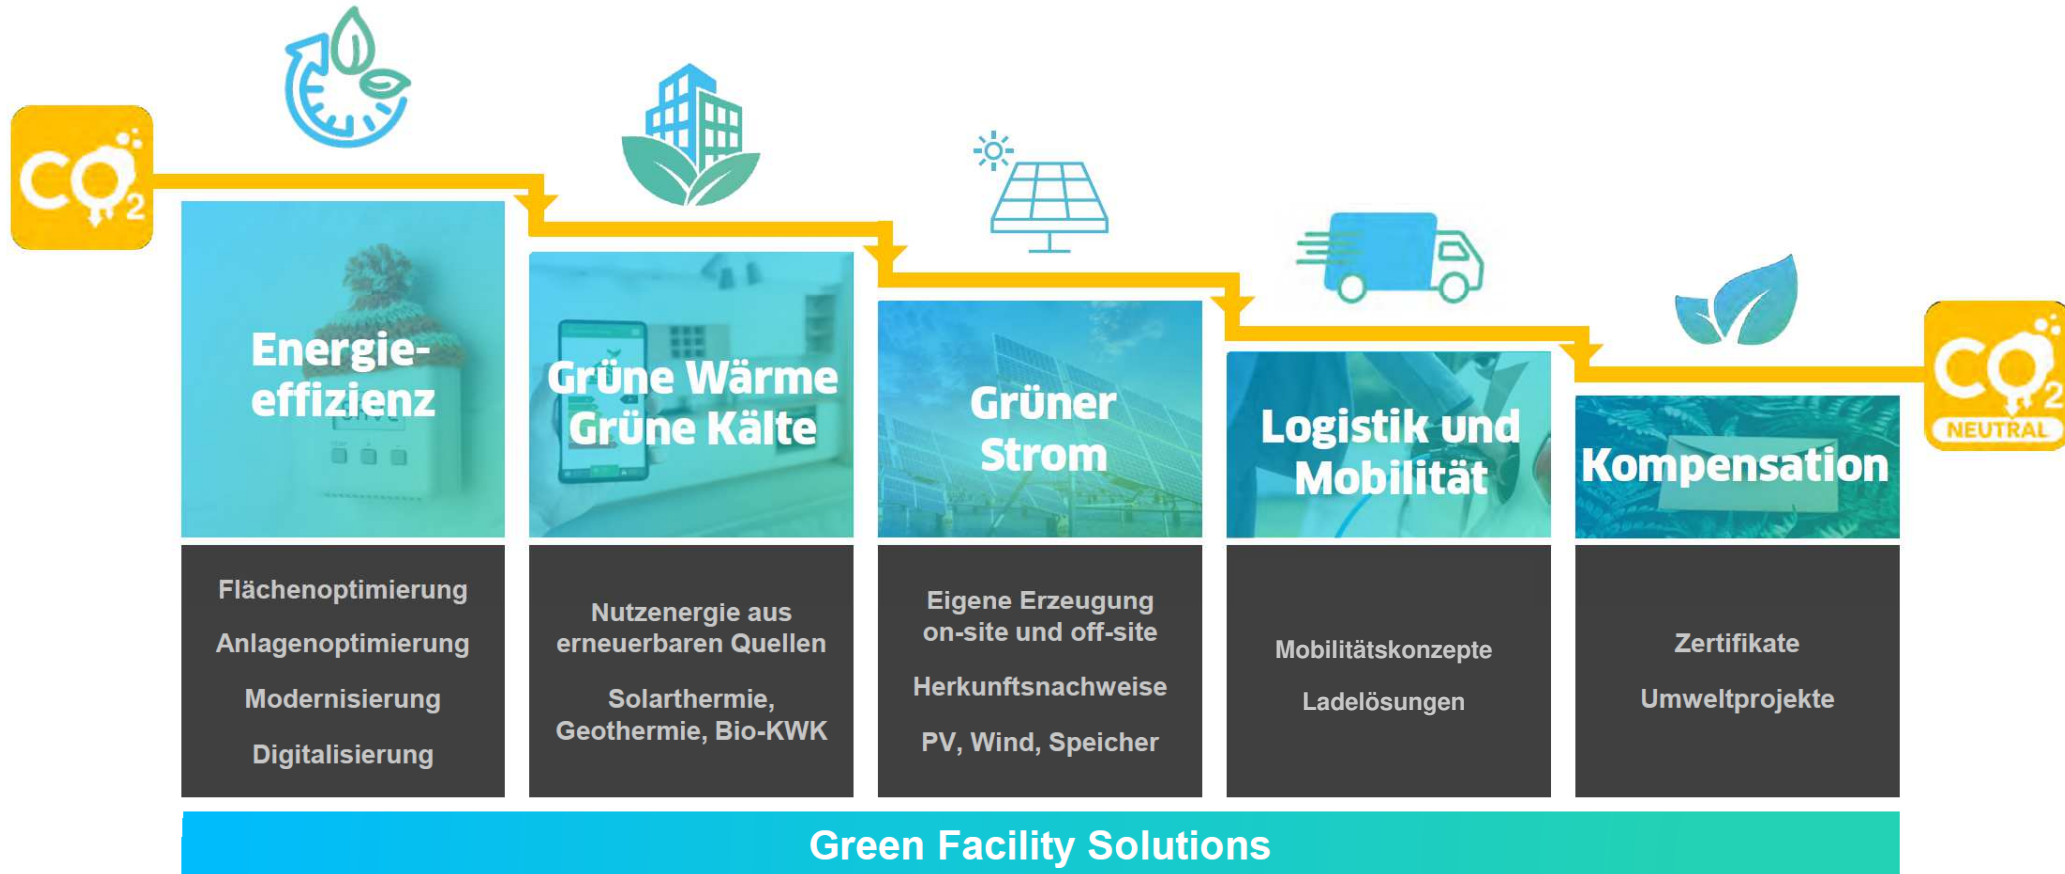 CO2
Energie-
effizienz
Grüne Wärme
Grüne Kälte
Grüner
Strom
Logistik und
Mobilität
Kompensation
CO2
NEUTRAL
Flächenoptimierung
Anlagenoptimierung
Modernisierung
Digitalisierung
Nutzenergie aus
erneuerbaren Quellen
Solarthermie,
Geothermie, Bio-KWK
Eigene Erzeugung
on-site und off-site
Herkunftsnachweise
PV, Wind, Speicher
Mobilitätskonzepte
Ladelösungen
Zertifikate
Umweltprojekte
Green Facility Solutions